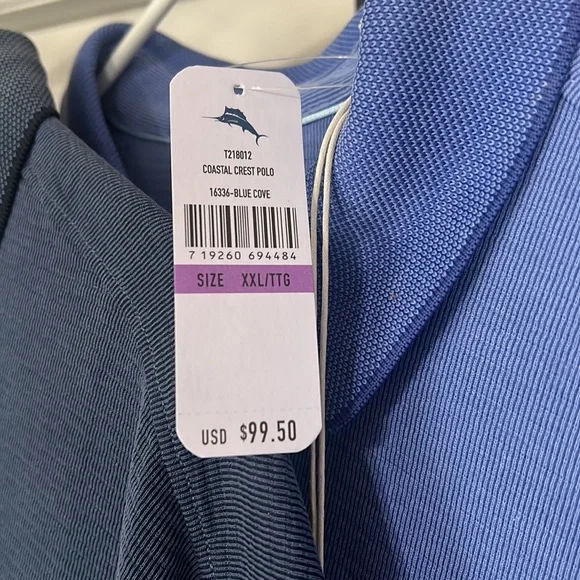 T218012
COASTAL CREST POLO
16336-BLUE COVE
7 19260 694484
SIZE XXL/TTG
USD $99.50